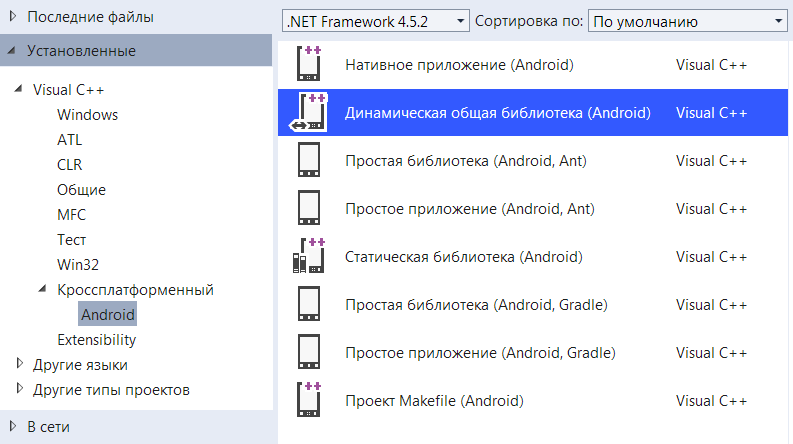 Последние файлы
Установленные
Visual C++
Windows
ATL
CLR
Общие
MFC
Тест
Win32
Кроссплатформенный
Android
Extensibility
Другие языки
Другие типы проектов
В сети
.NET Framework 4.5.2 Сортировка по: По умолчанию
Нативное приложение (Android) Visual C++
Динамическая общая библиотека (Android) Visual C++
Простая библиотека (Android, Ant) Visual C++
Простое приложение (Android, Ant) Visual C++
Статическая библиотека (Android) Visual C++
Простая библиотека (Android, Gradle) Visual C++
Простое приложение (Android, Gradle) Visual C++
Проект Makefile (Android) Visual C++